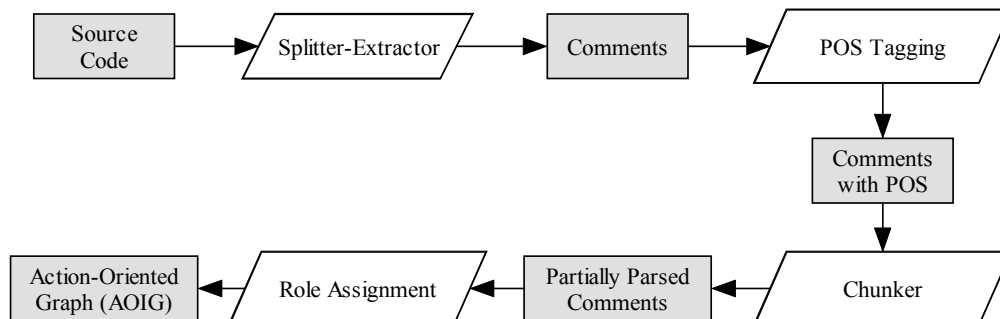 Source
Code
Splitter-Extractor
Comments
POS Tagging
Comments
with POS
Chunker
Partially Parsed
Comments
Role Assignment
Action-Oriented
Graph (AOIG)